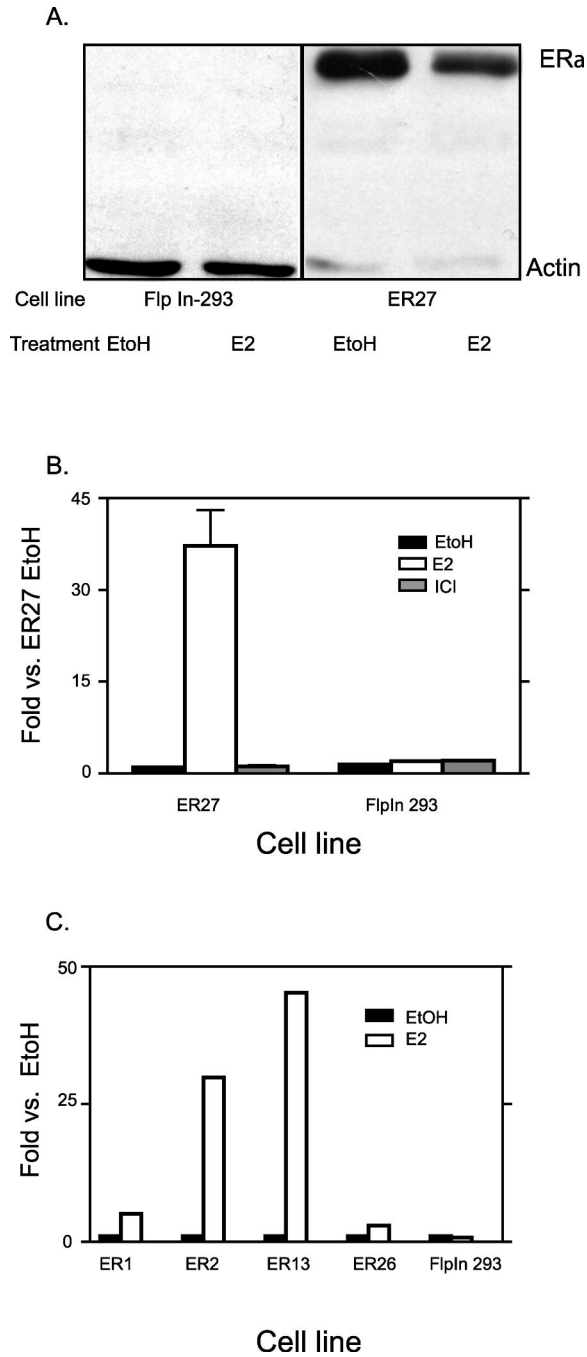 A.
ERa
Actin
Cell line Flp In-293 ER27
Treatment EtoH E2 EtoH E2
B.
Fold vs. ER27 EtoH
45
30
15
0
EtoH
E2
ICI
ER27 FlpIn 293
Cell line
C.
Fold vs. EtoH
50
25
0
EtOH
E2
ER1 ER2 ER13 ER26 FlpIn 293
Cell line